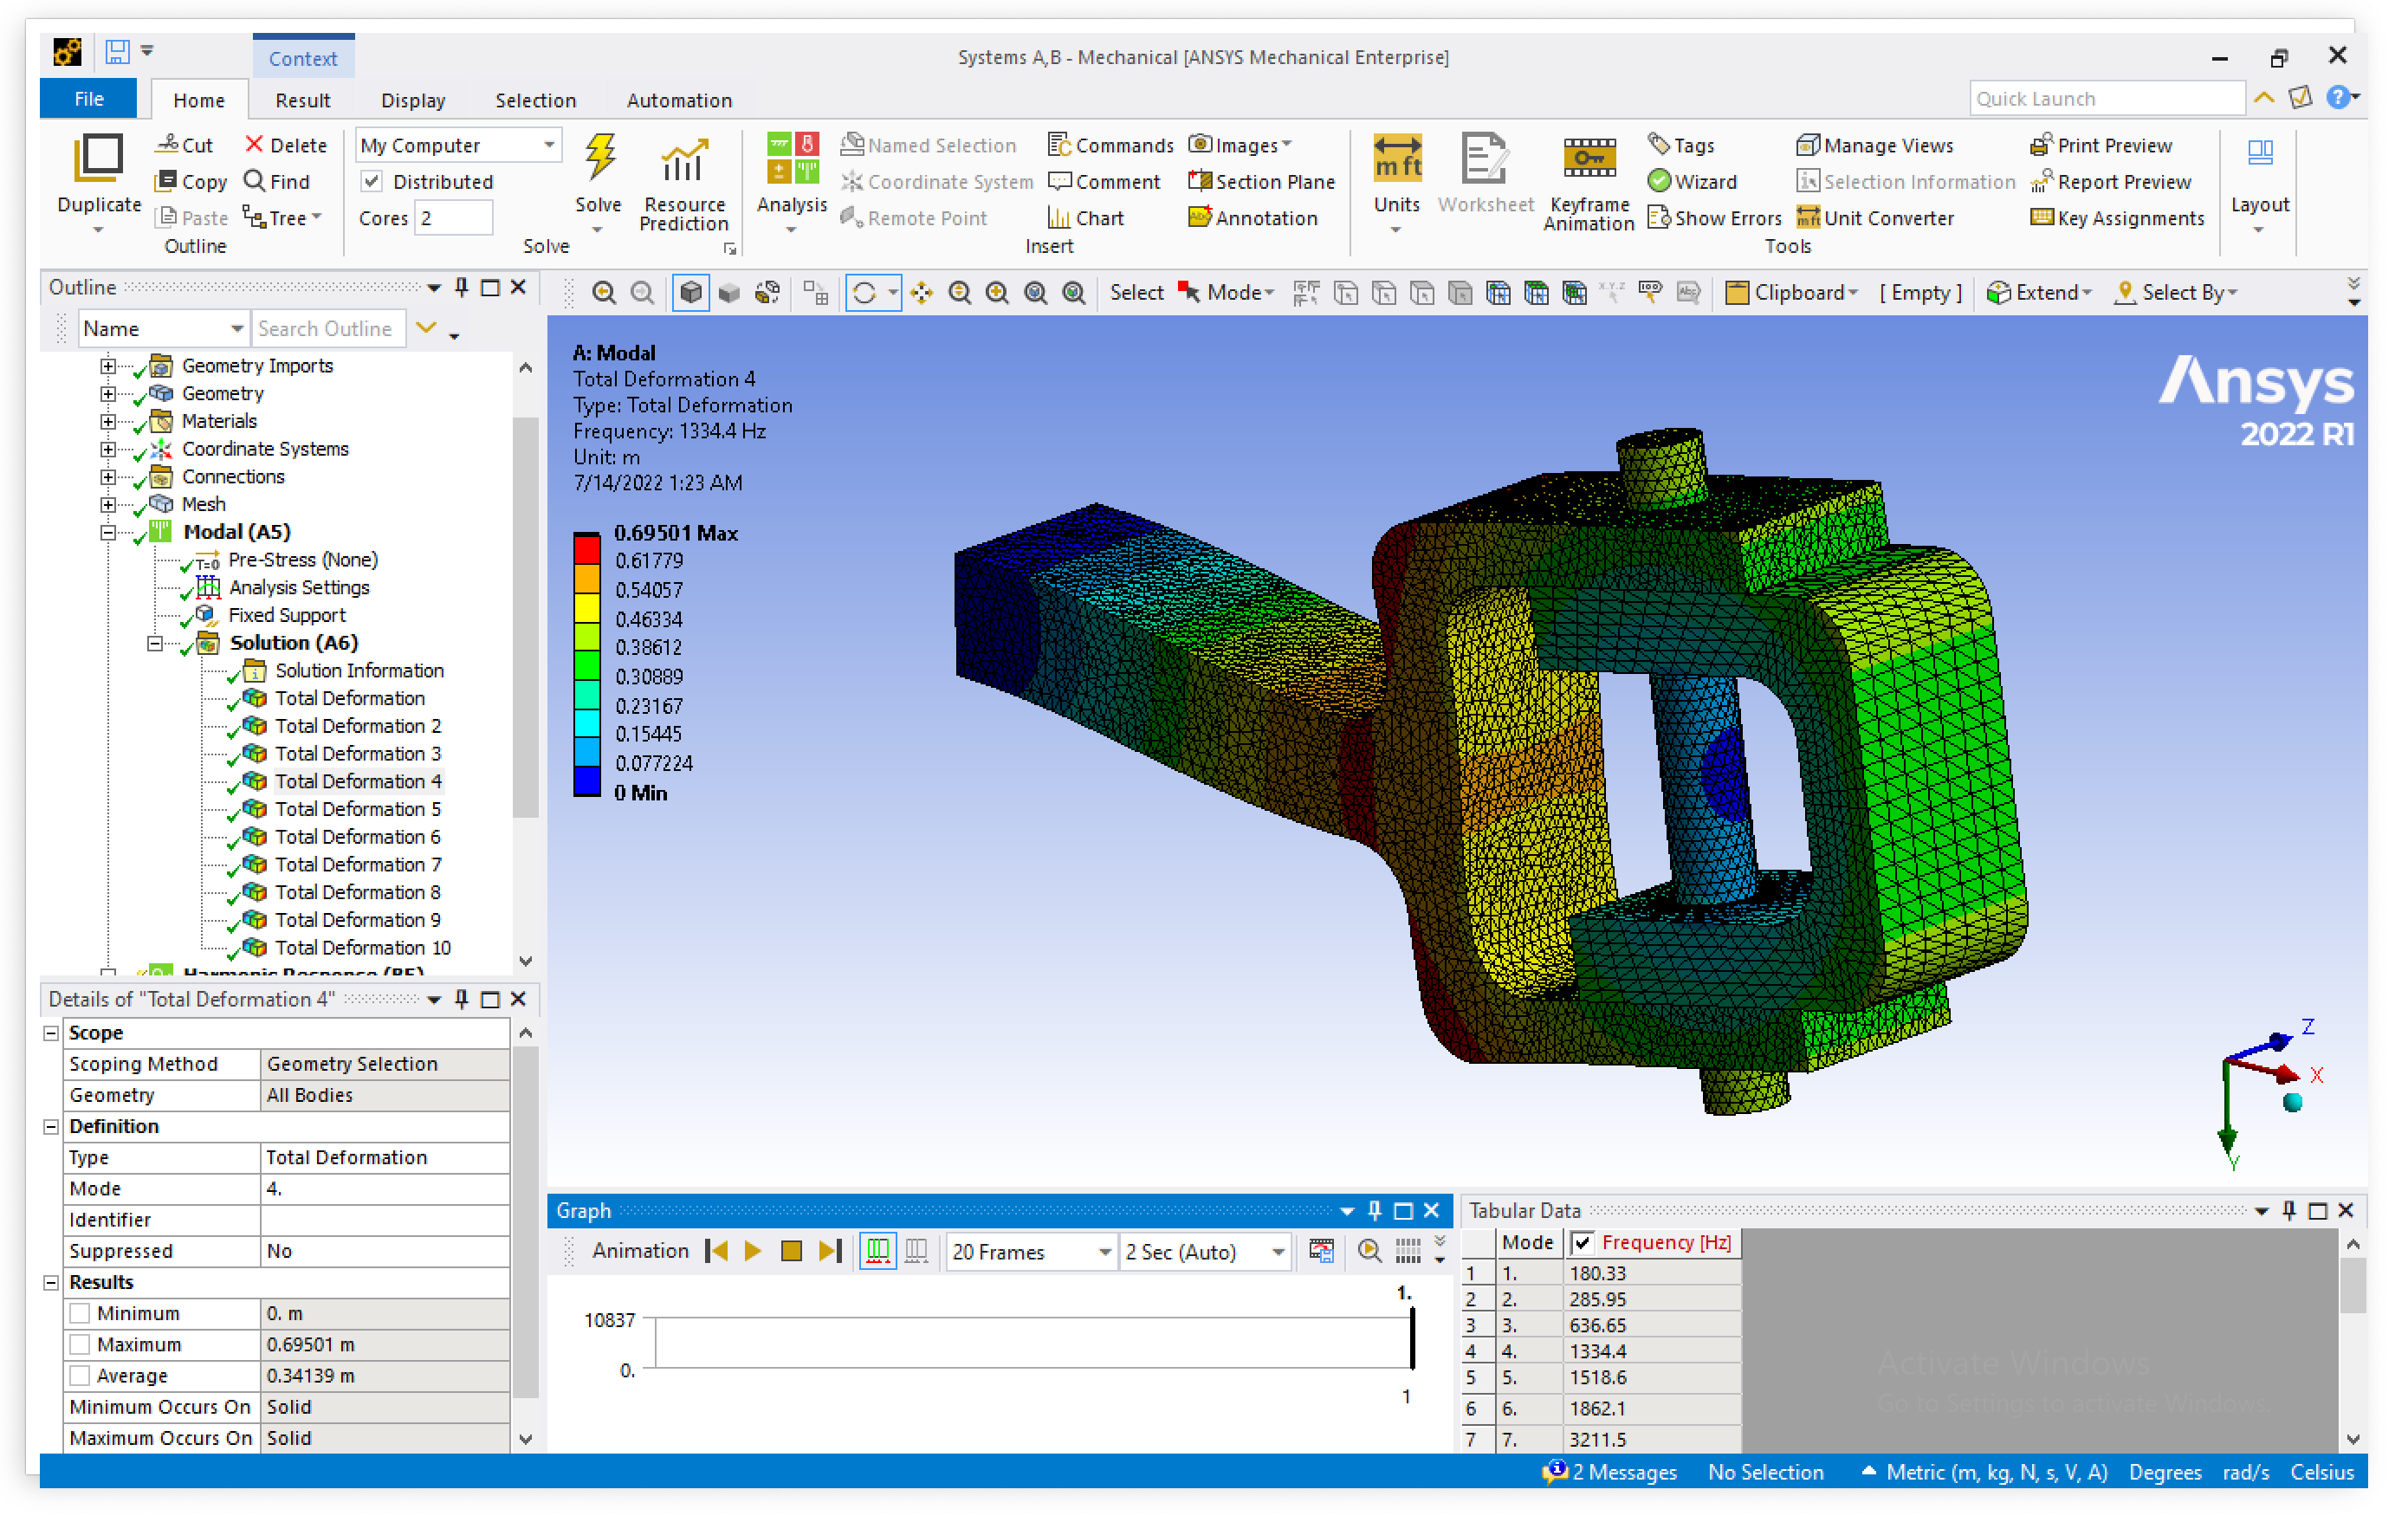 Context
Systems A,B - Mechanical [ANSYS Mechanical Enterprise]
File Home Result Display Selection Automation Quick Launch
Duplicate Cut Delete My Computer Solve Resource Prediction Analysis Named Selection Commands Images Units Worksheet Keyframe Animation Tags Manage Views Print Preview Layout
Copy Find Distributed Coordinate System Comment Section Plane Wizard Selection Information Report Preview
Paste Tree Cores 2 Remote Point Chart Annotation Show Errors Unit Converter Key Assignments
Outline Solve Insert Tools
Outline
Select Mode Clipboard [ Empty ] Extend Select By
Name Search Outline
Geometry Imports
Geometry
Materials
Coordinate Systems
Connections
Mesh
Modal (A5)
Pre-Stress (None)
Analysis Settings
Fixed Support
Solution (A6)
Solution Information
Total Deformation
Total Deformation 2
Total Deformation 3
Total Deformation 4
Total Deformation 5
Total Deformation 6
Total Deformation 7
Total Deformation 8
Total Deformation 9
Total Deformation 10
A: Modal
Total Deformation 4
Type: Total Deformation
Frequency: 1334.4 Hz
Unit: m
7/14/2022 1:23 AM
0.69501 Max
0.61779
0.54057
0.46334
0.38612
0.30889
0.23167
0.15445
0.077224
0 Min
Ansys
2022 R1
Z
X
Y
Details of "Total Deformation 4"
Scope
Scoping Method Geometry Selection
Geometry All Bodies
Definition
Type Total Deformation
Mode 4.
Identifier
Suppressed No
Results
Minimum 0. m
Maximum 0.69501 m
Average 0.34139 m
Minimum Occurs On Solid
Maximum Occurs On Solid
Graph
Animation 20 Frames 2 Sec (Auto)
1.
10837
0.
1
Tabular Data
Mode Frequency [Hz]
1 1. 180.33
2 2. 285.95
3 3. 636.65
4 4. 1334.4
5 5. 1518.6
6 6. 1862.1
7 7. 3211.5
Activate Windows
Go to Settings to activate Windows.
2 Messages No Selection Metric (m, kg, N, s, V, A) Degrees rad/s Celsius